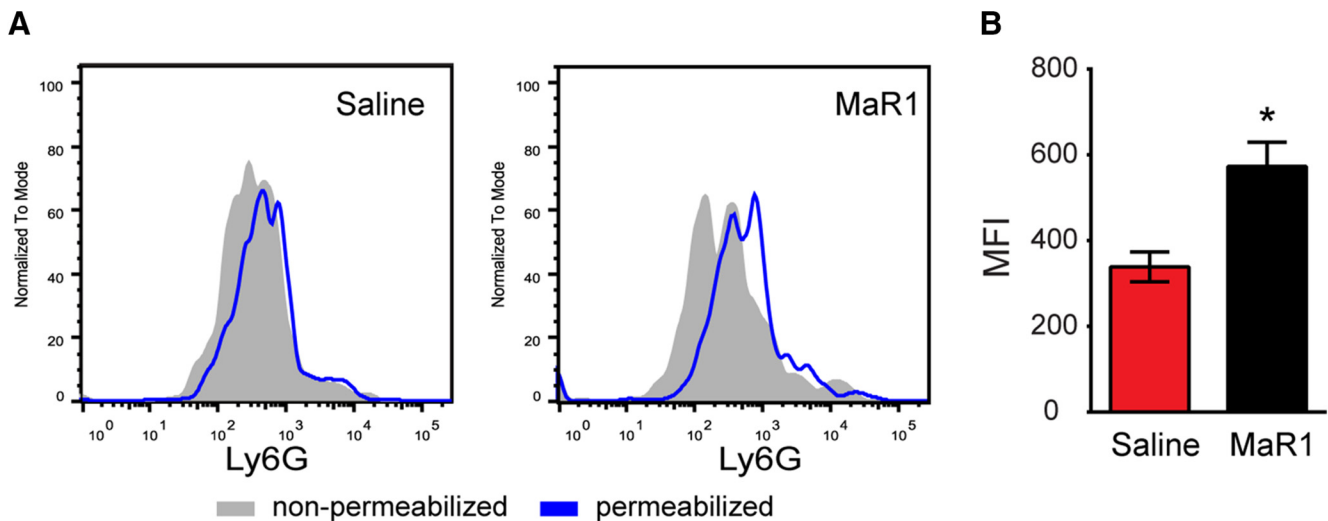 A
B
Saline
MaR1
Normalized To Mode
100
80
60
40
20
0
10^0 10^1 10^2 10^3 10^4 10^5
Ly6G
Normalized To Mode
100
80
60
40
20
0
10^0 10^1 10^2 10^3 10^4 10^5
Ly6G
non-permeabilized permeabilized
MFI
800
600
400
200
0
*
Saline MaR1